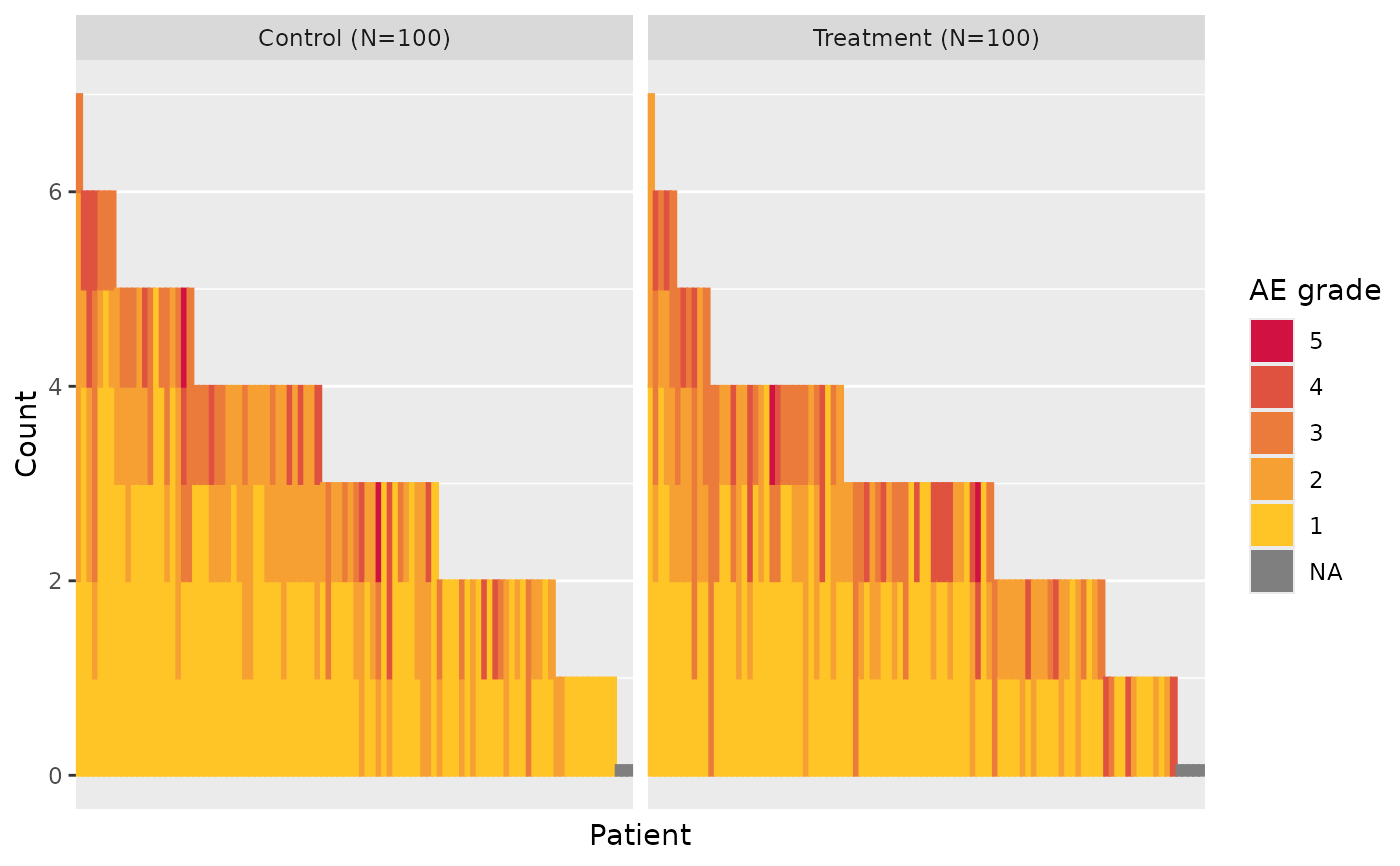 Control (N=100)
Treatment (N=100)
6
4
2
0
Count
Patient
AE grade
5
4
3
2
1
NA